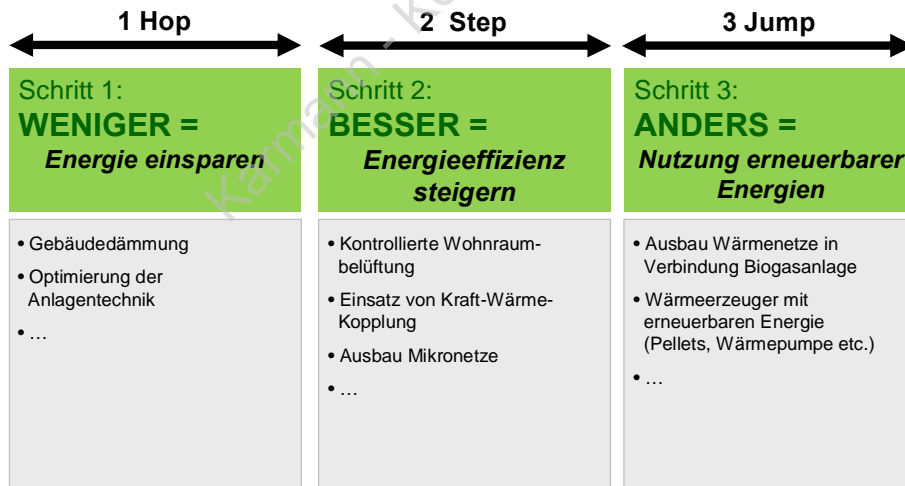 1 Hop
2 Step
3 Jump
Schritt 1:
WENIGER =
Energie einsparen
Schritt 2:
BESSER =
Energieeffizienz
steigern
Schritt 3:
ANDERS =
Nutzung erneuerbarer
Energien
• Gebäudedämmung
• Optimierung der
Anlagentechnik
• …
• Kontrollierte Wohnraum-
belüftung
• Einsatz von Kraft-Wärme-
Kopplung
• Ausbau Mikronetze
• …
• Ausbau Wärmenetze in
Verbindung Biogasanlage
• Wärmeerzeuger mit
erneuerbaren Energie
(Pellets, Wärmepumpe etc.)
• …
Karmann -